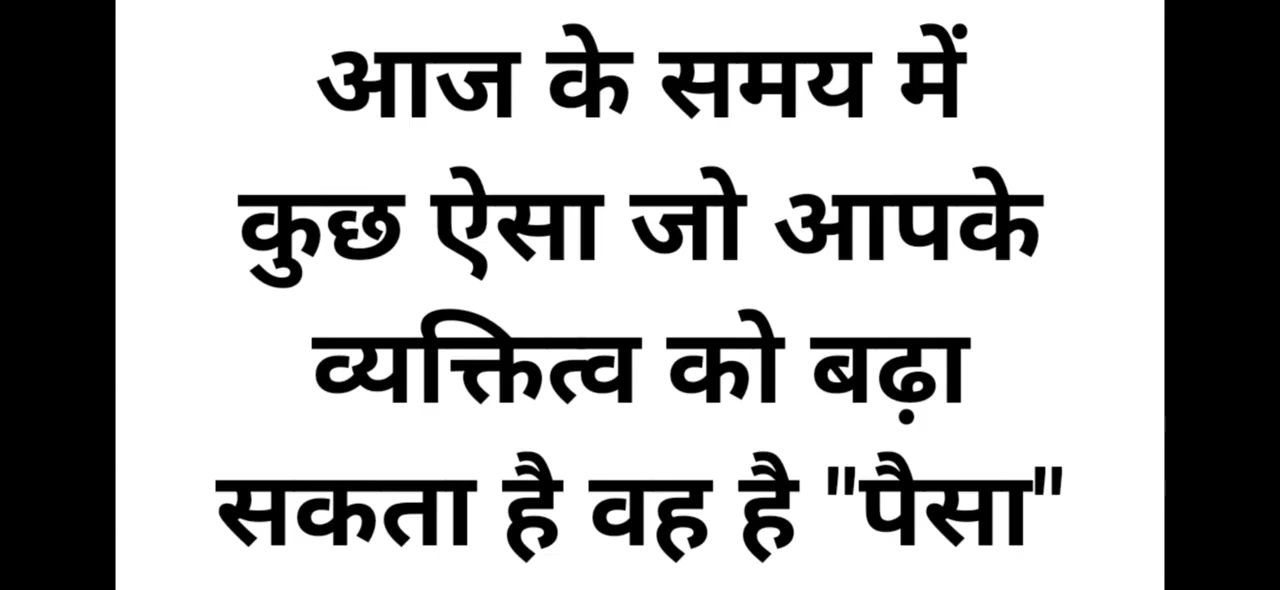 आज के समय में
कुछ ऐसा जो आपके
व्यक्तित्व को बढ़ा
सकता है वह है "पैसा"